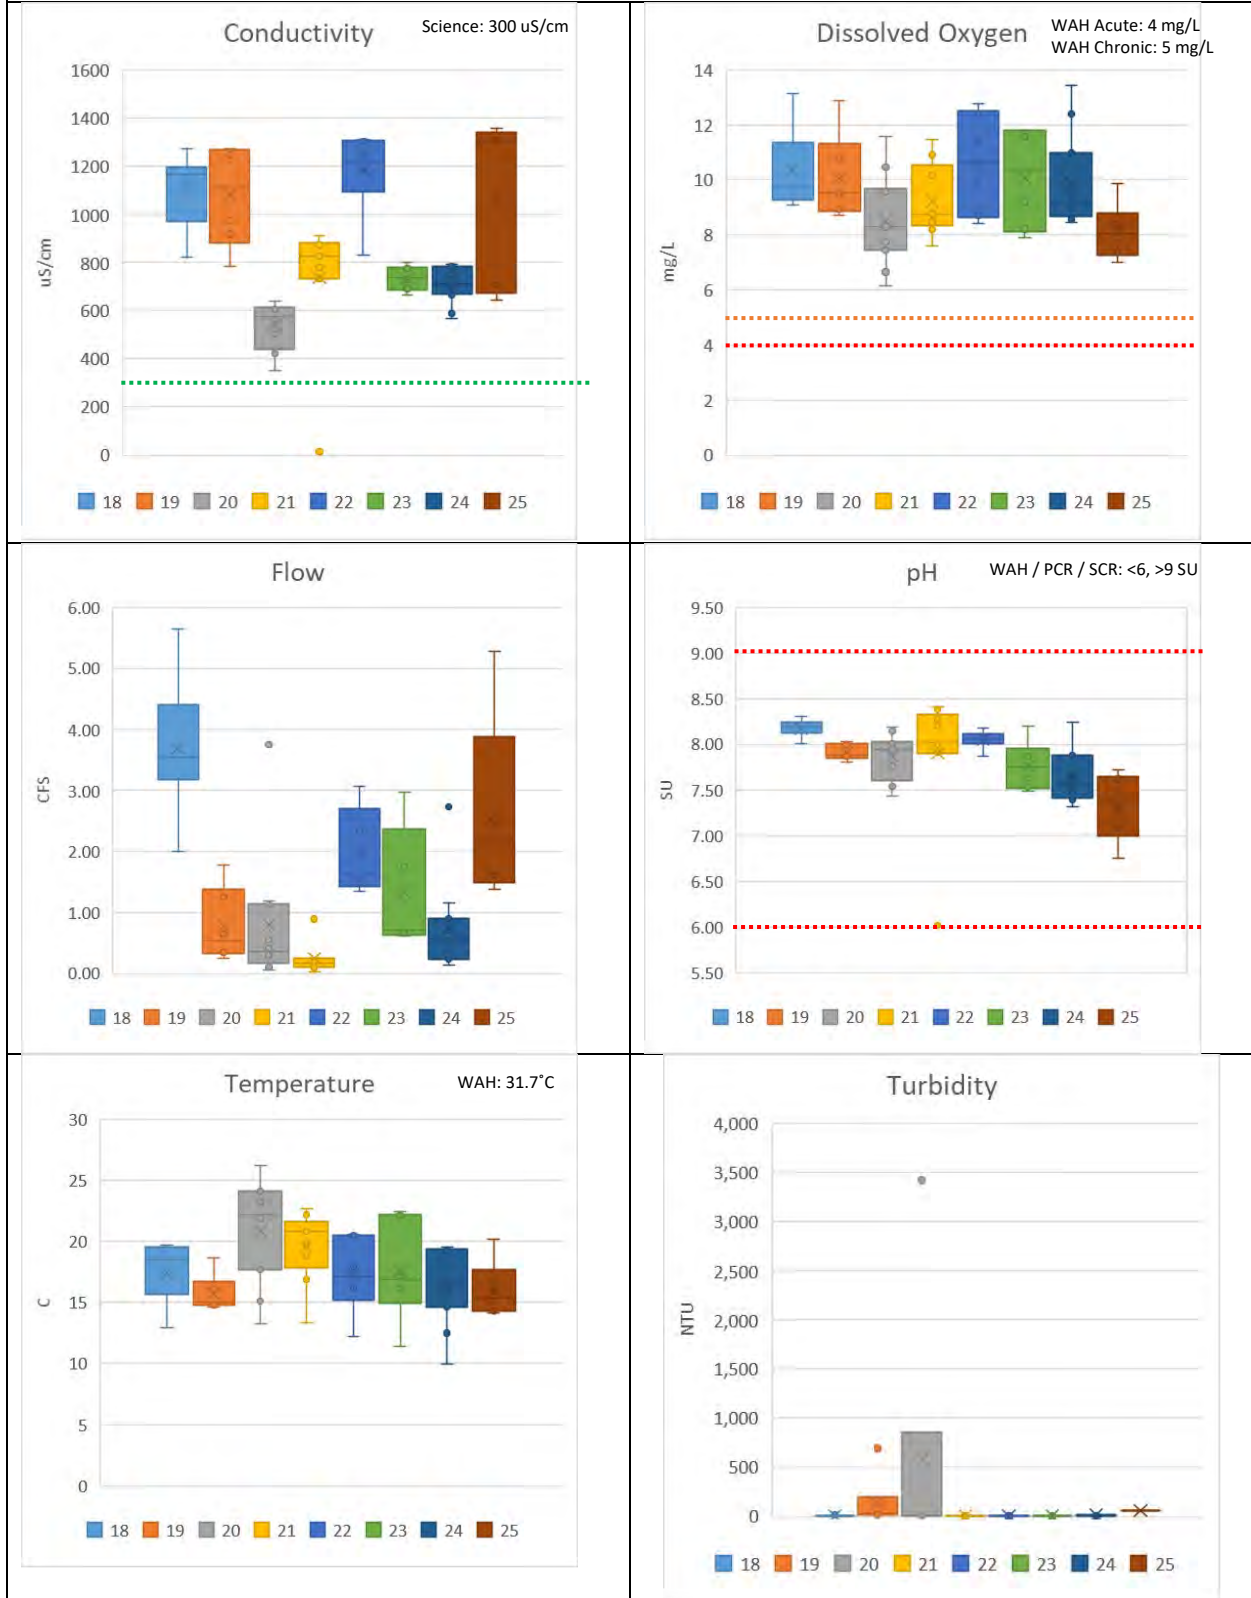 Conductivity
Science: 300 uS/cm
1600
1400
1200
1000
800
600
400
200
0
uS/cm
18 19 20 21 22 23 24 25
Dissolved Oxygen
WAH Acute: 4 mg/L
WAH Chronic: 5 mg/L
14
12
10
8
6
4
2
0
mg/L
18 19 20 21 22 23 24 25
Flow
6.00
5.00
4.00
3.00
2.00
1.00
0.00
CFS
18 19 20 21 22 23 24 25
pH
WAH / PCR / SCR: <6, >9 SU
9.50
9.00
8.50
8.00
7.50
7.00
6.50
6.00
5.50
SU
18 19 20 21 22 23 24 25
Temperature
WAH: 31.7˚C
30
25
20
15
10
5
0
C
18 19 20 21 22 23 24 25
Turbidity
4,000
3,500
3,000
2,500
2,000
1,500
1,000
500
0
NTU
18 19 20 21 22 23 24 25